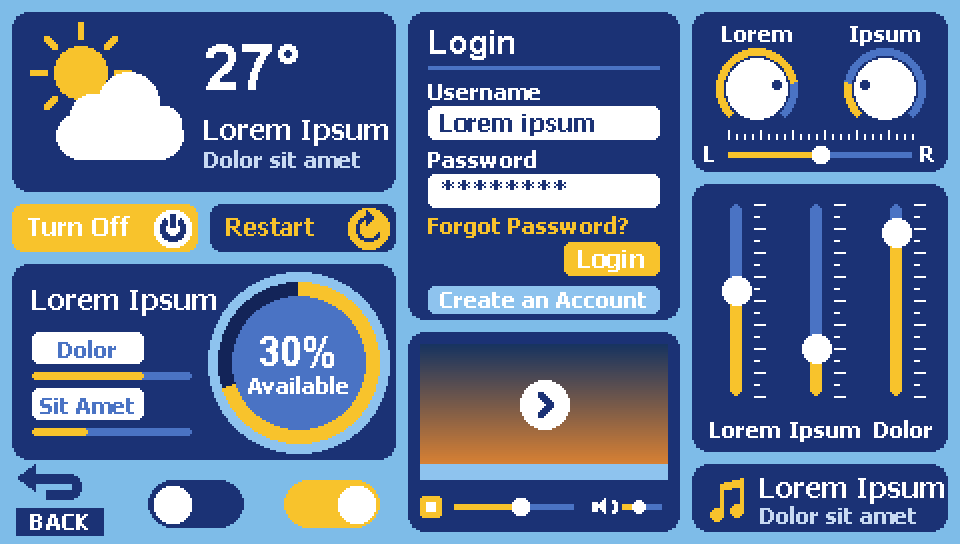 27°
Lorem Ipsum
Dolor sit amet
Turn Off
Restart
Lorem Ipsum
Dolor
Sit Amet
30%
Available
BACK
Login
Username
Lorem ipsum
Password
********
Forgot Password?
Login
Create an Account
Lorem Ipsum
L R
Lorem Ipsum Dolor
Lorem Ipsum
Dolor sit amet